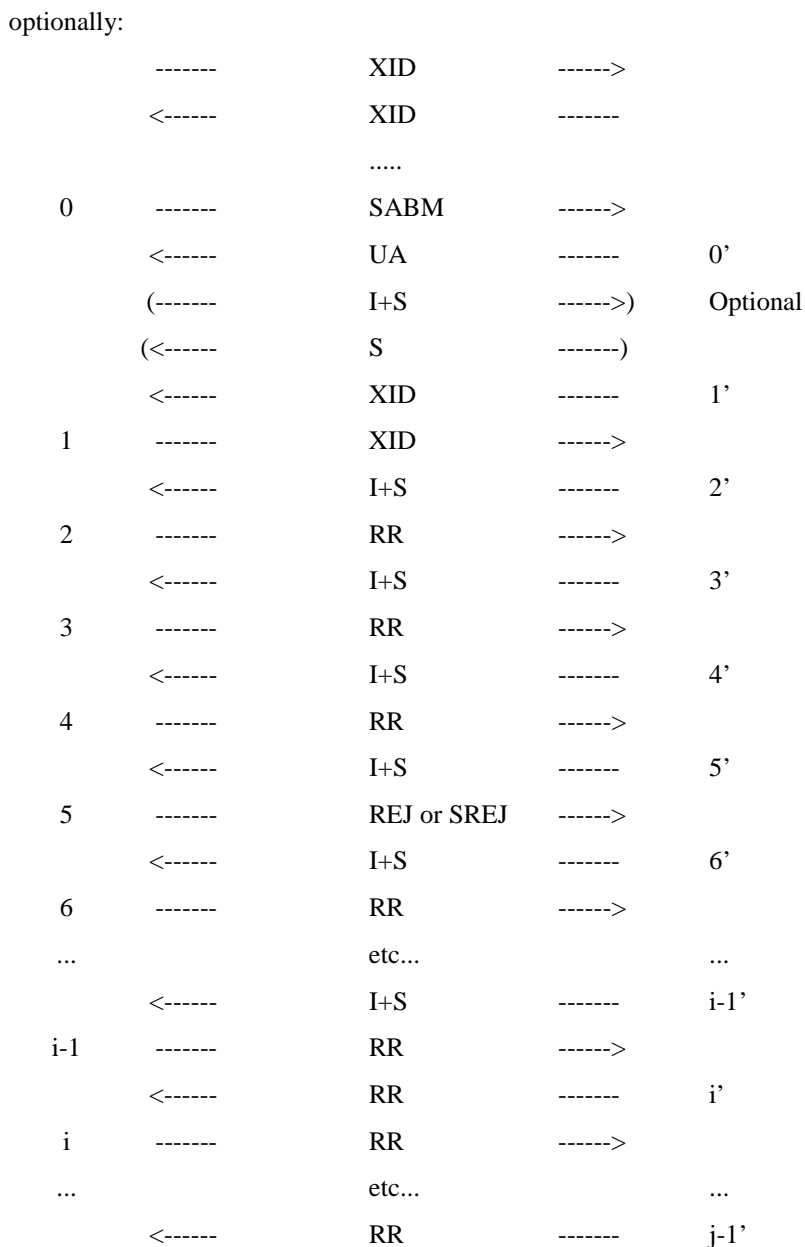 optionally:
------- XID ------>
<------ XID -------
.....
0 ------- SABM ------>
<------ UA ------- 0’
(------- I+S ------>) Optional
(<------ S -------)
<------ XID ------- 1’
1 ------- XID ------>
<------ I+S ------- 2’
2 ------- RR ------>
<------ I+S ------- 3’
3 ------- RR ------>
<------ I+S ------- 4’
4 ------- RR ------>
<------ I+S ------- 5’
5 ------- REJ or SREJ ------>
<------ I+S ------- 6’
6 ------- RR ------>
... etc... ...
<------ I+S ------- i-1’
i-1 ------- RR ------>
<------ RR ------- i’
i ------- RR ------>
... etc... ...
<------ RR ------- j-1’